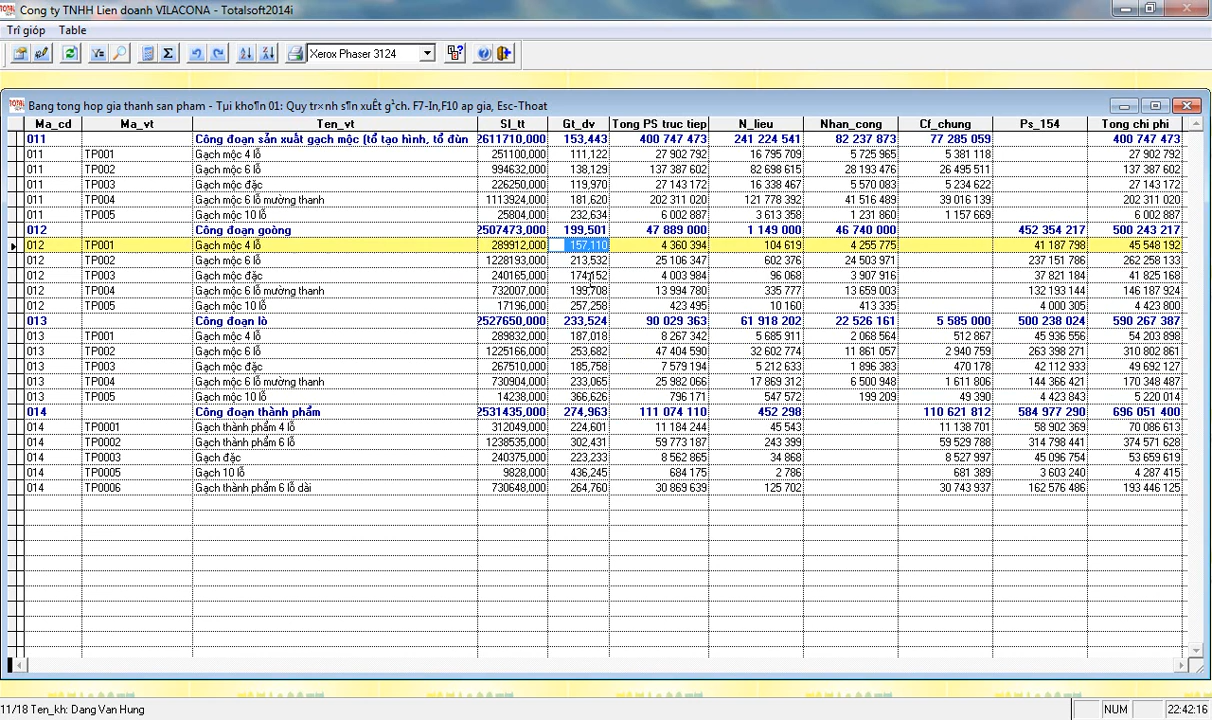 Công ty TNHH Lien doanh VILACONA - Totalsoft2014i
Trî góp Table
Xerox Phaser 3124
Bang tong hop gia thanh san pham - Tµi kho¶n 01: Quy tr×nh s¶n xuÊt g¹ch. F7-In,F10 ap gia, Esc-Thoat
Ma_cd Ma_vt Ten_vt Sl_tt Gt_dv Tong PS truc tiep N_lieu Nhan_cong Cf_chung Ps_154 Tong chi phi
011 Công đoạn sản xuất gạch mộc (tổ tạo hình, tổ đùn 2611710,000 153,443 400 747 473 241 224 541 82 237 873 77 285 059 400 747 473
011 TP001 Gạch mộc 4 lỗ 251100,000 111,122 27 902 792 16 795 709 5 725 965 5 381 118 27 902 792
011 TP002 Gạch mộc 6 lỗ 994632,000 138,129 137 387 602 82 698 615 28 193 476 26 495 511 137 387 602
011 TP003 Gạch mộc đặc 226250,000 119,970 27 143 172 16 338 467 5 570 083 5 234 622 27 143 172
011 TP004 Gạch mộc 6 lỗ mường thanh 1113924,000 181,620 202 311 020 121 778 392 41 516 489 39 016 139 202 311 020
011 TP005 Gạch mộc 10 lỗ 25804,000 232,634 6 002 887 3 613 358 1 231 860 1 157 669 6 002 887
012 Công đoạn goòng 2507473,000 199,501 47 889 000 1 149 000 46 740 000 452 354 217 500 243 217
012 TP001 Gạch mộc 4 lỗ 289912,000 157,110 4 360 394 104 619 4 255 775 41 187 798 45 548 192
012 TP002 Gạch mộc 6 lỗ 1228193,000 213,532 25 106 347 602 376 24 503 971 237 151 786 262 258 133
012 TP003 Gạch mộc đặc 240165,000 174,152 4 003 984 96 068 3 907 916 37 821 184 41 825 168
012 TP004 Gạch mộc 6 lỗ mường thanh 732007,000 199,708 13 994 780 335 777 13 659 003 132 193 144 146 187 924
012 TP005 Gạch mộc 10 lỗ 17196,000 257,258 423 495 10 160 413 335 4 000 305 4 423 800
013 Công đoạn lò 2527650,000 233,524 90 029 363 61 918 202 22 526 161 5 585 000 500 238 024 590 267 387
013 TP001 Gạch mộc 4 lỗ 289832,000 187,018 8 267 342 5 685 911 2 068 564 512 867 45 936 556 54 203 898
013 TP002 Gạch mộc 6 lỗ 1225166,000 253,682 47 404 590 32 602 774 11 861 057 2 940 759 263 398 271 310 802 861
013 TP003 Gạch mộc đặc 267510,000 185,758 7 579 194 5 212 633 1 896 383 470 178 42 112 933 49 692 127
013 TP004 Gạch mộc 6 lỗ mường thanh 730904,000 233,065 25 982 066 17 869 312 6 500 948 1 611 806 144 366 421 170 348 487
013 TP005 Gạch mộc 10 lỗ 14238,000 366,626 796 171 547 572 199 209 49 390 4 423 843 5 220 014
014 Công đoạn thành phẩm 2531435,000 274,963 111 074 110 452 298 110 621 812 584 977 290 696 051 400
014 TP0001 Gạch thành phẩm 4 lỗ 312049,000 224,601 11 184 244 45 543 11 138 701 58 902 369 70 086 613
014 TP0002 Gạch thành phẩm 6 lỗ 1238535,000 302,431 59 773 187 243 399 59 529 788 314 798 441 374 571 628
014 TP0003 Gạch đặc 240375,000 223,233 8 562 865 34 868 8 527 997 45 096 754 53 659 619
014 TP0005 Gạch 10 lỗ 9828,000 436,245 684 175 2 786 681 389 3 603 240 4 287 415
014 TP0006 Gạch thành phẩm 6 lỗ dài 730648,000 264,760 30 869 639 125 702 30 743 937 162 576 486 193 446 125
11/18 Ten_kh: Dang Van Hung NUM 22:42:16